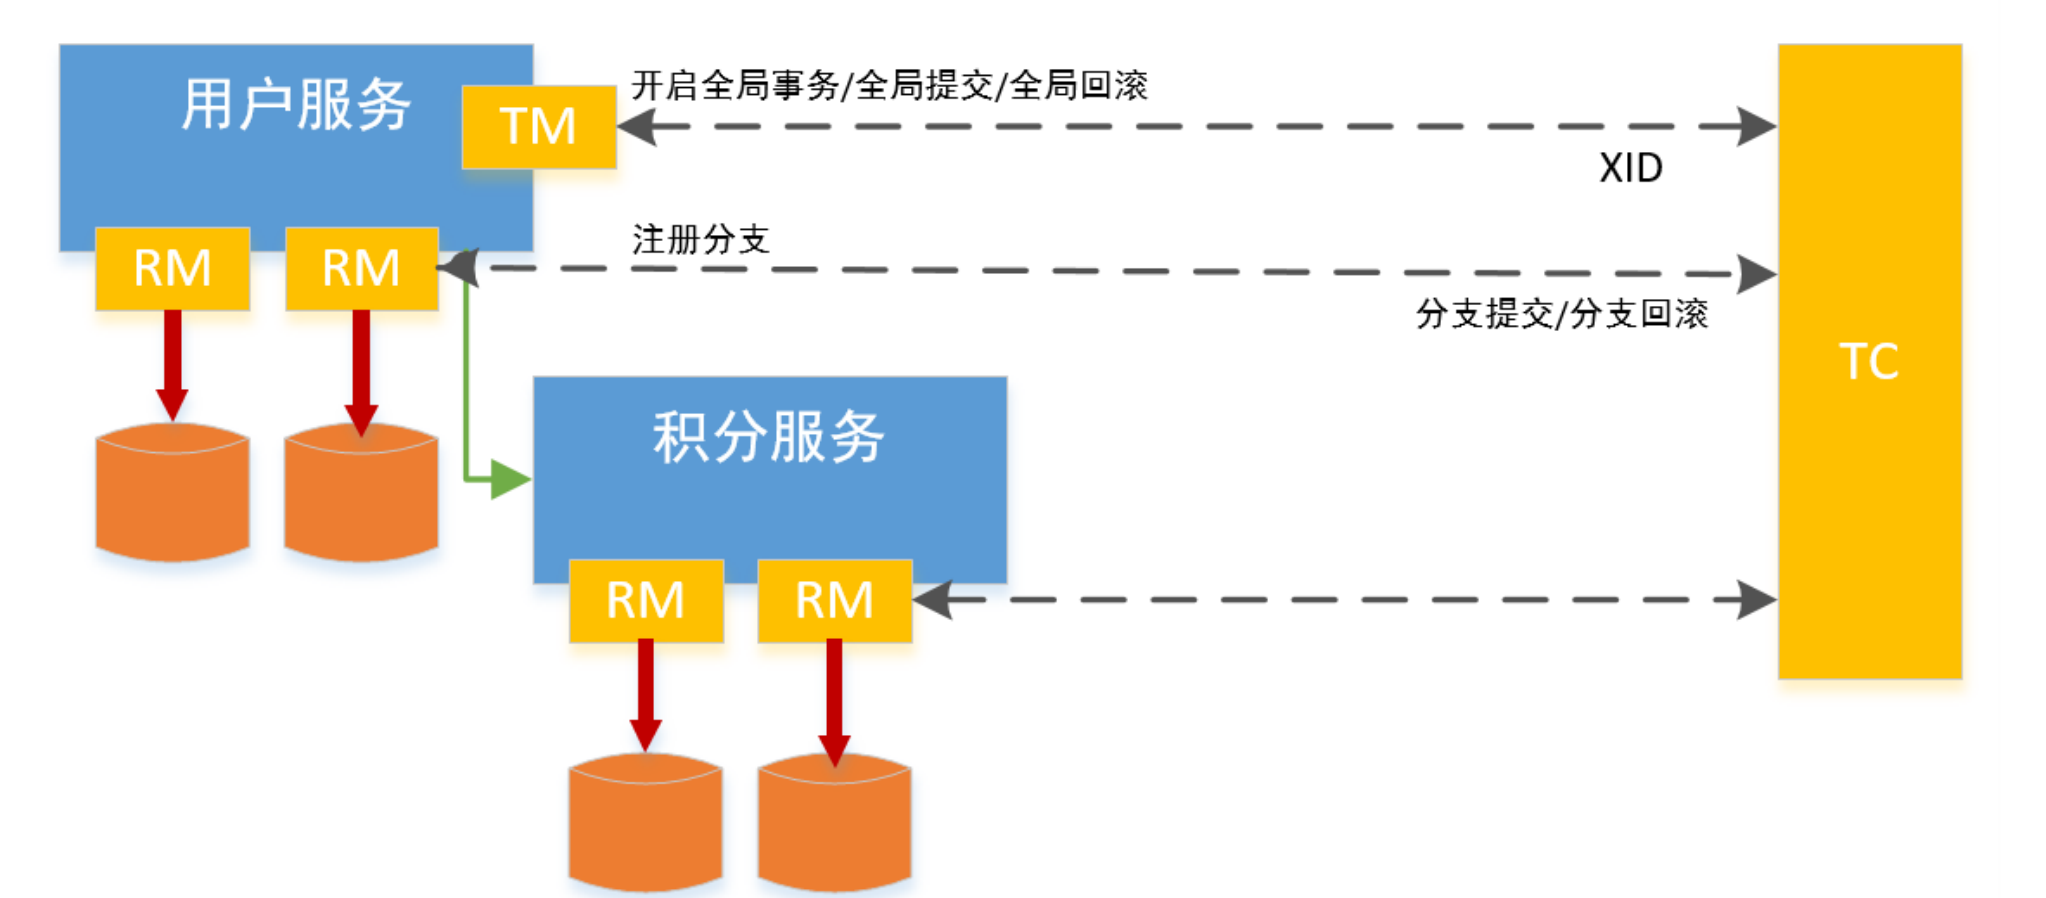 用户服务
TM
开启全局事务/全局提交/全局回滚
XID
RM
RM
注册分支
分支提交/分支回滚
TC
积分服务
RM
RM